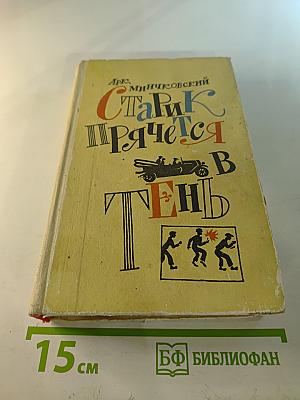 Арк. МИНЧКОВСКИЙ
СТАРИК
ПРЯЧЕТСЯ
В
ТЕНЬ
15 см
БФ БИБЛИОФАН